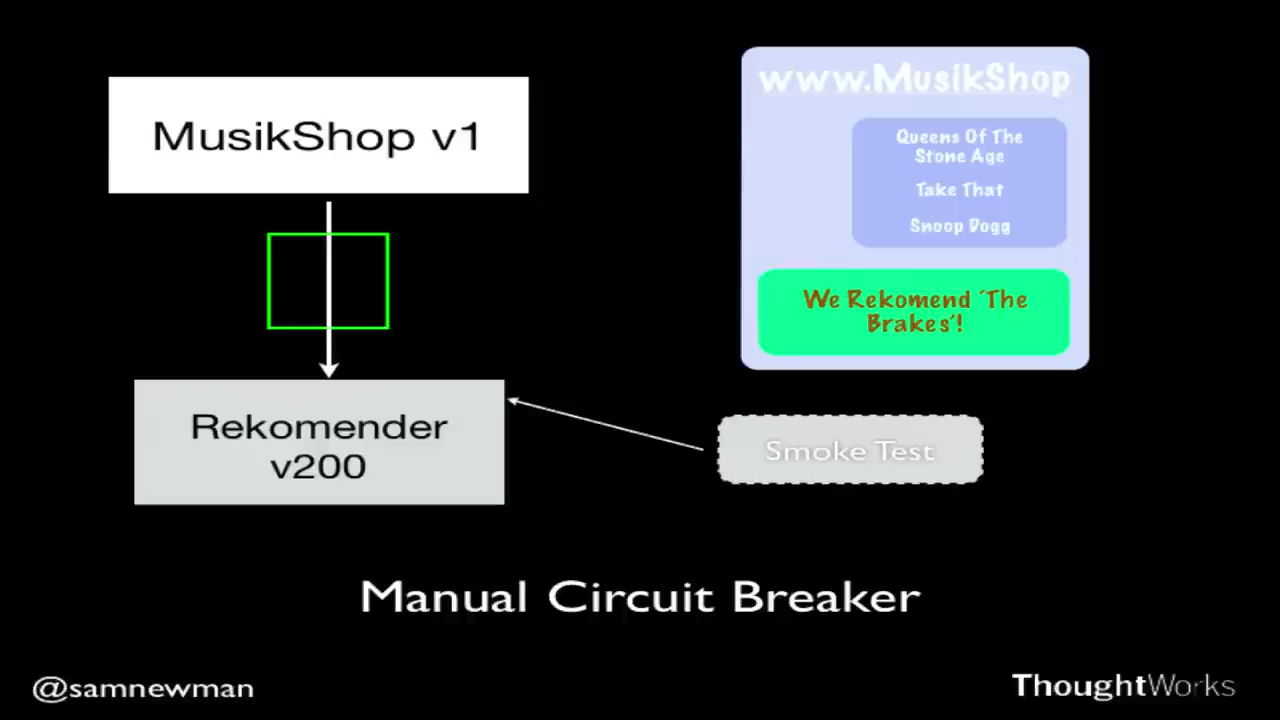 MusikShop v1
www.MusikShop
Queens Of The
Stone Age
Take That
Snoop Dogg
We Rekomend 'The
Brakes'!
Rekomender
v200
Smoke Test
Manual Circuit Breaker
@samnewman
ThoughtWorks